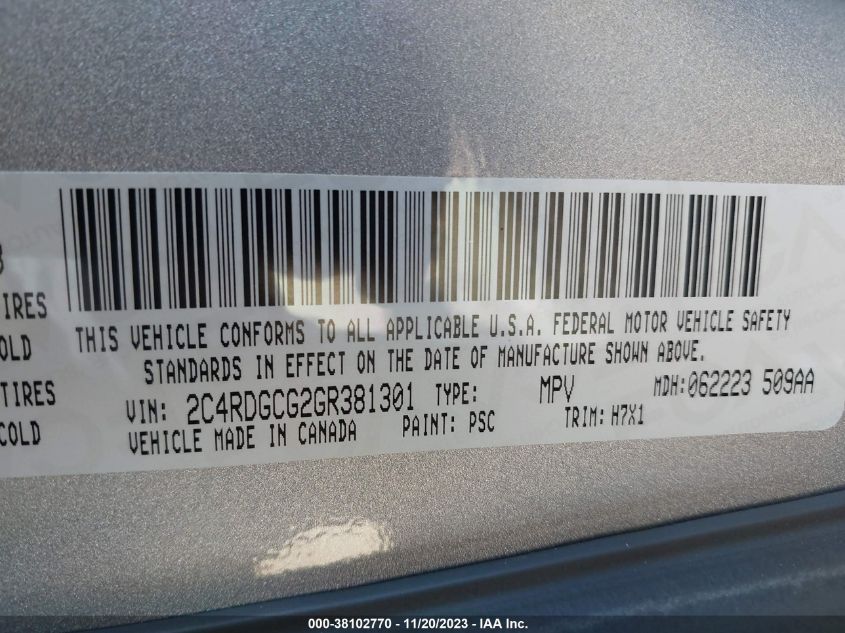 THIS VEHICLE CONFORMS TO ALL APPLICABLE U.S.A. FEDERAL MOTOR VEHICLE SAFETY
STANDARDS IN EFFECT ON THE DATE OF MANUFACTURE SHOWN ABOVE.
VIN: 2C4RDGCG2GR381301 TYPE: MPV MDH: 062223 509AA
VEHICLE MADE IN CANADA PAINT: PSC TRIM: H7X1
IRES
OLD
TIRES
COLD
000-38102770 - 11/20/2023 - IAA Inc.